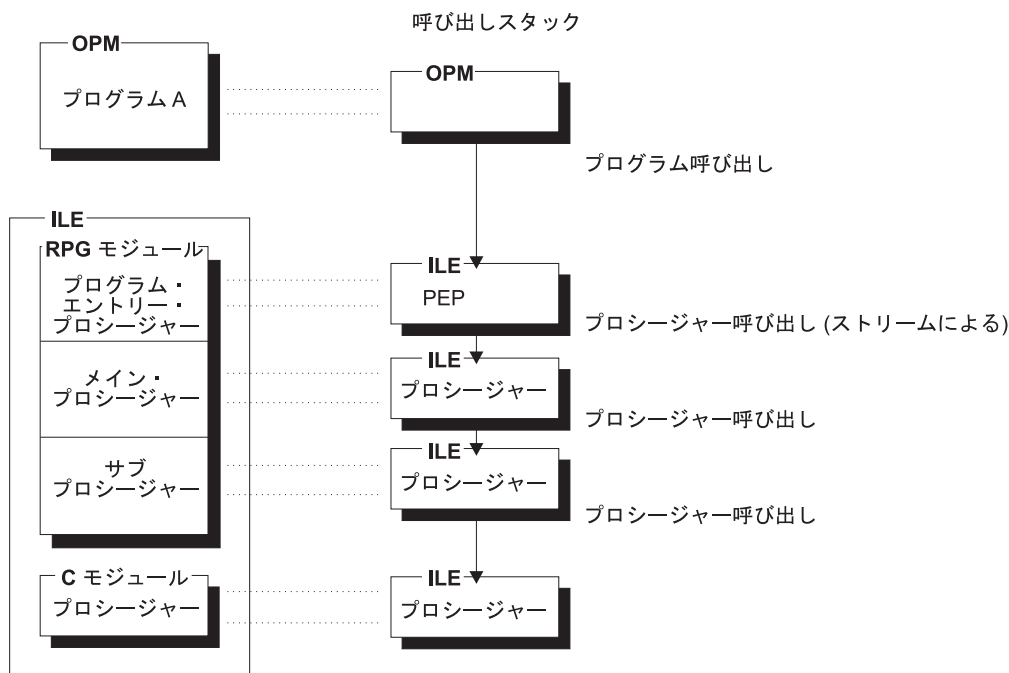 呼び出しスタック
OPM
プログラム A
OPM
プログラム呼び出し
ILE
RPG モジュール
プログラム・
エントリー・
プロシージャー
ILE
PEP
プロシージャー呼び出し (ストリームによる)
メイン・
プロシージャー
ILE
プロシージャー
プロシージャー呼び出し
サブ
プロシージャー
ILE
プロシージャー
プロシージャー呼び出し
C モジュール
プロシージャー
ILE
プロシージャー